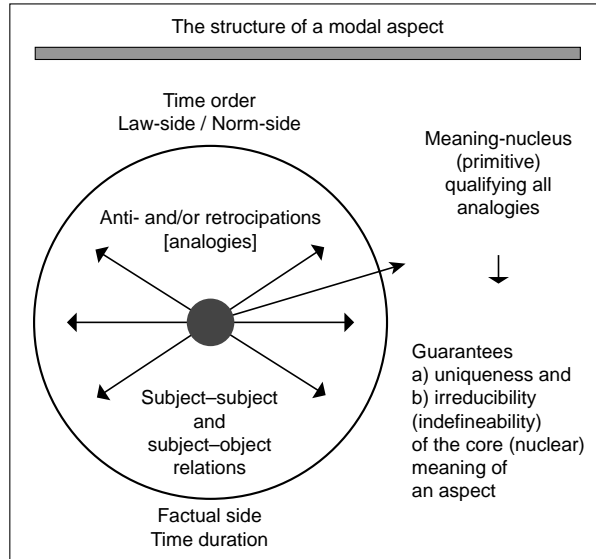 The structure of a modal aspect
Time order
Law-side / Norm-side
Meaning-nucleus
(primitive)
qualifying all
analogies
Anti- and/or retrocipations
[analogies]
Subject–subject
and
subject–object
relations
Guarantees
a) uniqueness and
b) irreducibility
(indefineability)
of the core (nuclear)
meaning of
an aspect
Factual side
Time duration